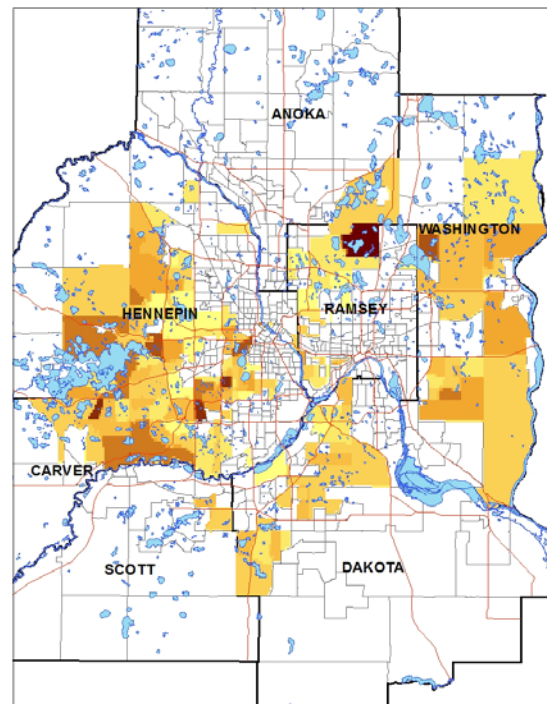 ANOKA
WASHINGTON
HENNEPIN
RAMSEY
CARVER
SCOTT
DAKOTA